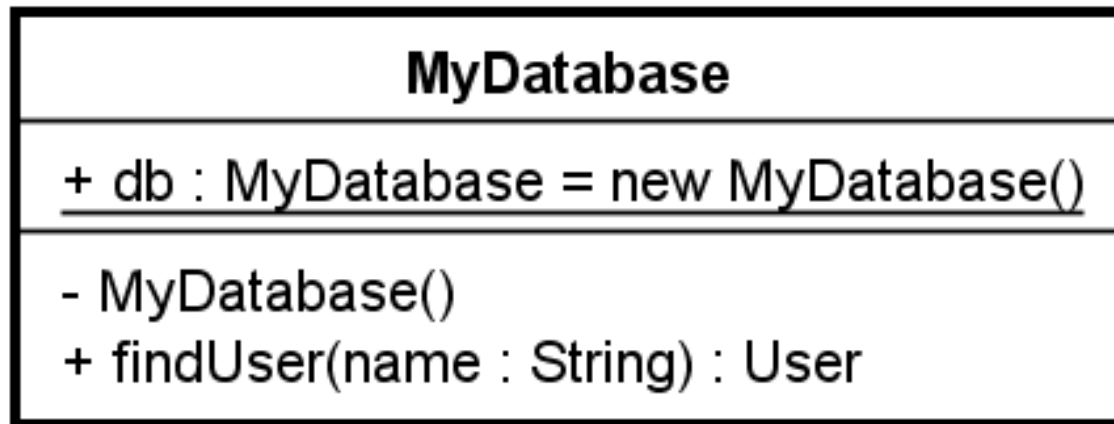 MyDatabase
+ db : MyDatabase = new MyDatabase()
- MyDatabase()
+ findUser(name : String) : User